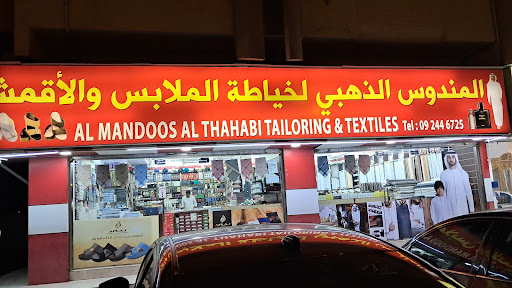 المندوس الذهبي لخياطة الملابس والأقمشة
AL MANDOOS AL THAHABI TAILORING & TEXTILES Tel : 09 244 6725